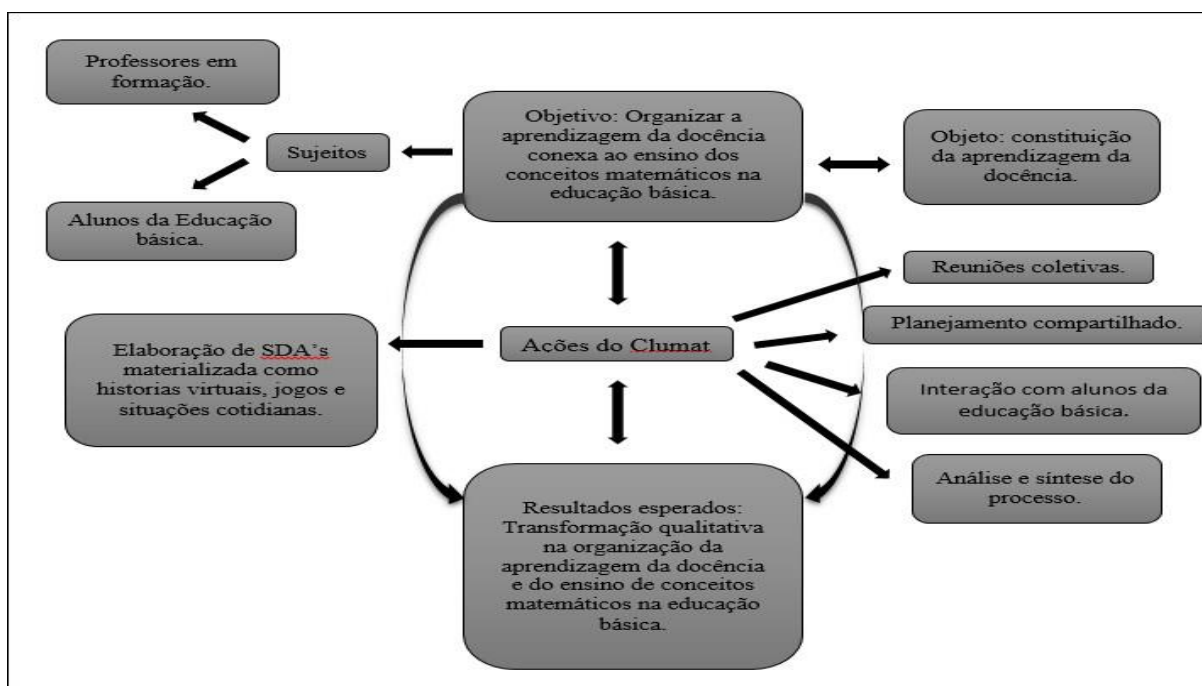 Professores em
formação.
Sujeitos
Alunos da Educação
básica.
Objetivo: Organizar a
aprendizagem da docência
conexa ao ensino dos
conceitos matemáticos na
educação básica.
Objeto: constituição
da aprendizagem da
docência.
Elaboração de SDA’s
materializada como
historias virtuais, jogos e
situações cotidianas.
Ações do Clumat
Reuniões coletivas.
Planejamento compartilhado.
Interação com alunos da
educação básica.
Análise e síntese do
processo.
Resultados esperados:
Transformação qualitativa
na organização da
aprendizagem da docência
e do ensino de conceitos
matemáticos na educação
básica.